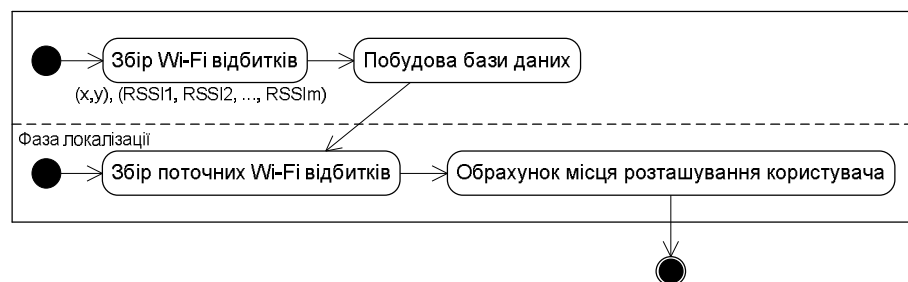 Збір Wi-Fi відбитків
Побудова бази даних
(x,y), (RSSI1, RSSI2, ..., RSSIm)
Фаза локалізації
Збір поточних Wi-Fi відбитків
Обрахунок місця розташування користувача